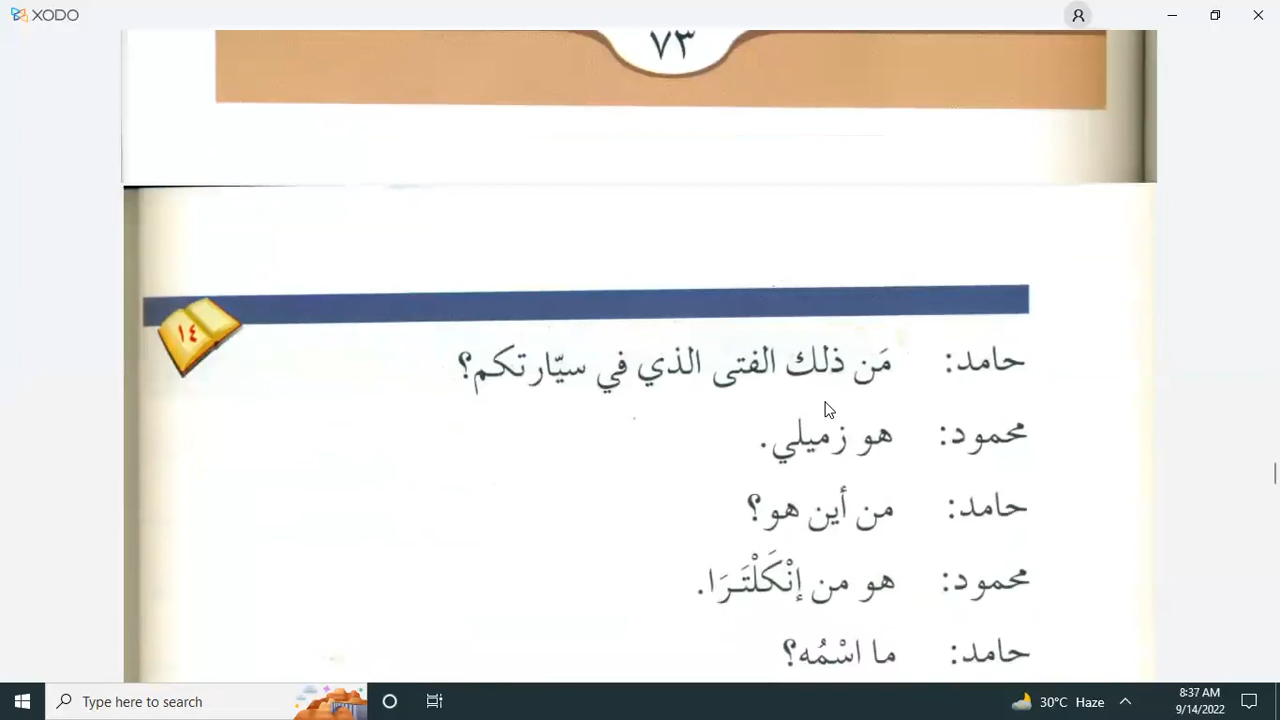 XODO
٧٣
١٤
حامد: مَن ذلك الفتى الذي في سيّارتكم؟
محمود: هو زميلي.
حامد: من أين هو؟
محمود: هو من إنْكَلْتَـرَا.
حامد: ما اسْمُه؟
Type here to search
30°C Haze
8:37 AM
9/14/2022